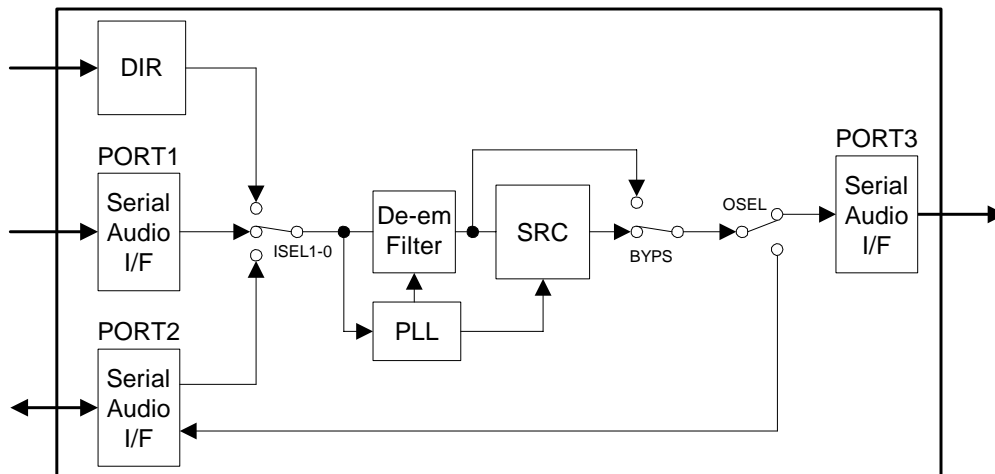 DIR
PORT1
Serial
Audio
I/F
ISEL1-0
De-em
Filter
SRC
BYPS
OSEL
PORT3
Serial
Audio
I/F
PLL
PORT2
Serial
Audio
I/F